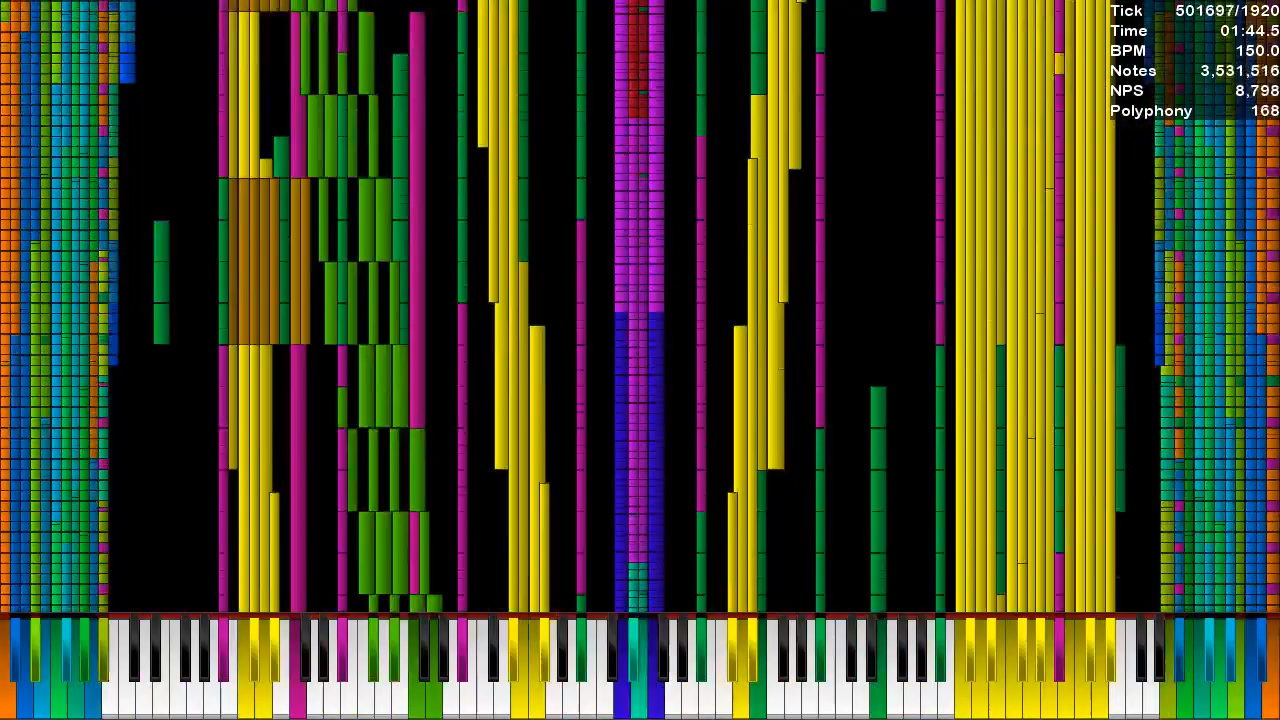 Tick 501697/1920
Time 01:44.5
BPM 150.0
Notes 3,531,516
NPS 8,798
Polyphony 168